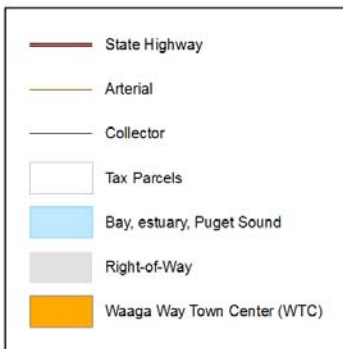 State Highway
Arterial
Collector
Tax Parcels
Bay, estuary, Puget Sound
Right-of-Way
Waaga Way Town Center (WTC)